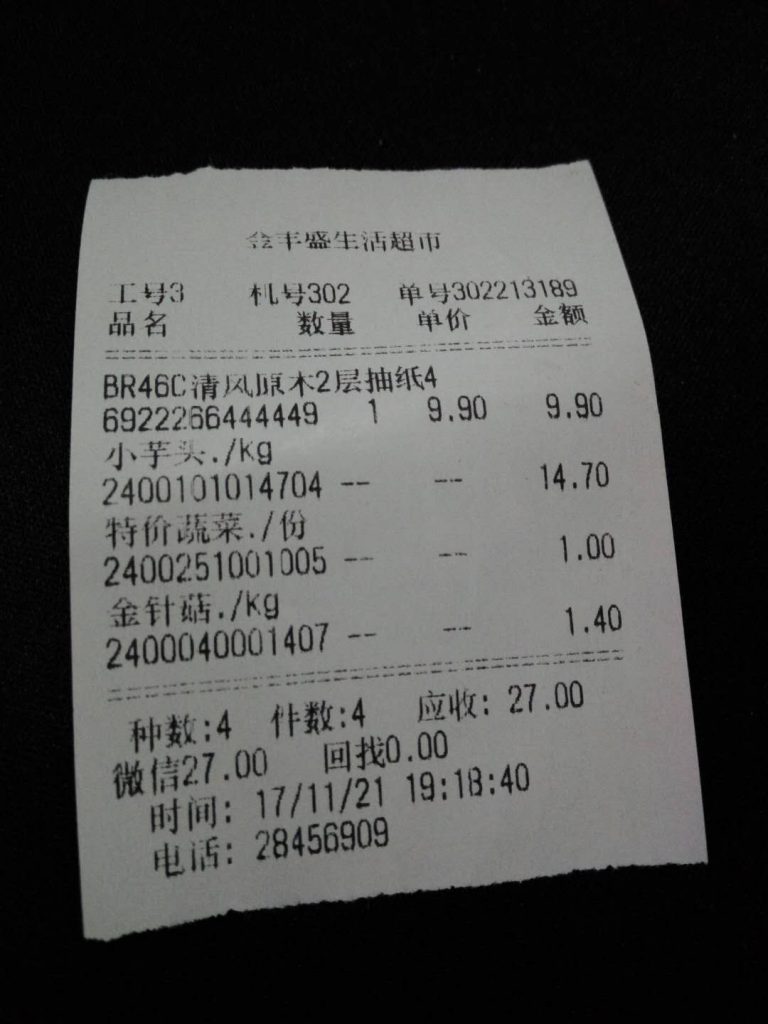 会丰盛生活超市
工号3 机号302 单号302213189
品名 数量 单价 金额
BR46C清风原木2层抽纸4
6922266444449 1 9.90 9.90
小芋头./kg
2400101014704 -- -- 14.70
特价蔬菜./份
2400251001005 -- -- 1.00
金针菇./kg
2400040001407 -- -- 1.40
种数:4 件数:4 应收: 27.00
微信27.00 回找0.00
时间: 17/11/21 19:18:40
电话: 28456909